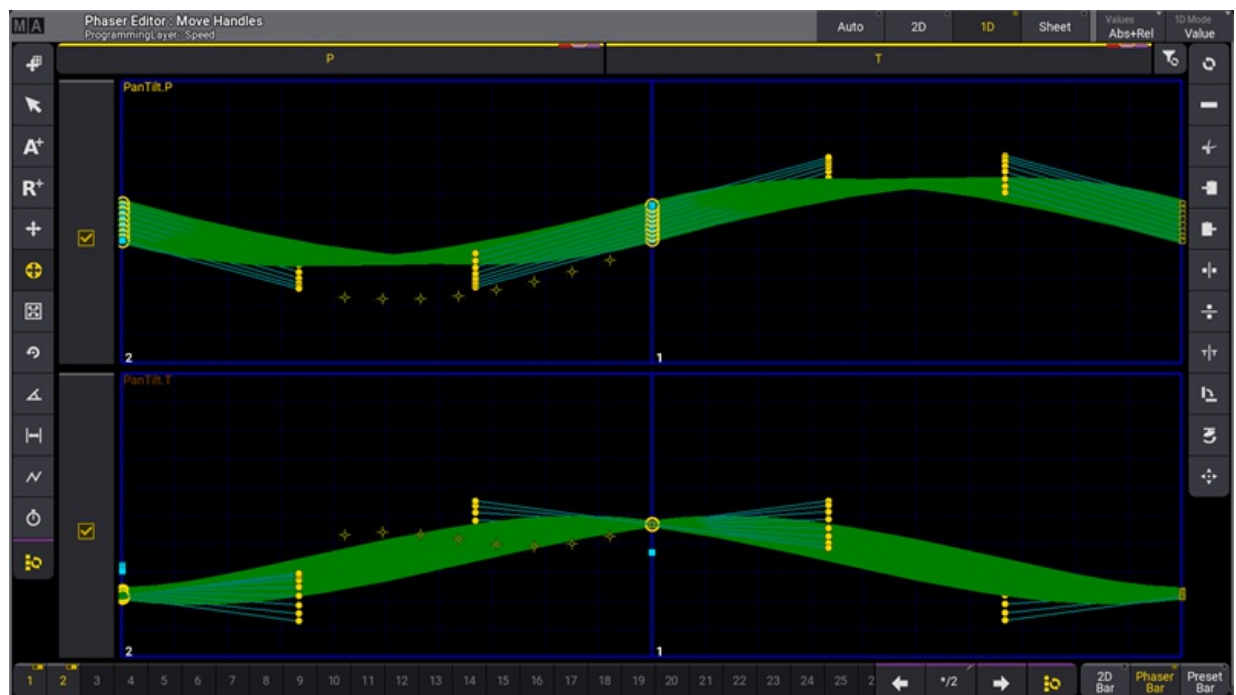 MA
Phaser Editor : Move Handles
ProgrammingLayer Speed
Auto
2D
1D
Sheet
Values
Abs+Rel
1D Mode
Value
P
T
A+
R+
PanTilt.P
2
1
PanTilt.T
2
1
1 2 3 4 5 6 7 8 9 10 11 12 13 14 15 16 17 18 19 20 21 22 23 24 25 2
*/2
2D
Bar
Phaser
Bar
Preset
Bar